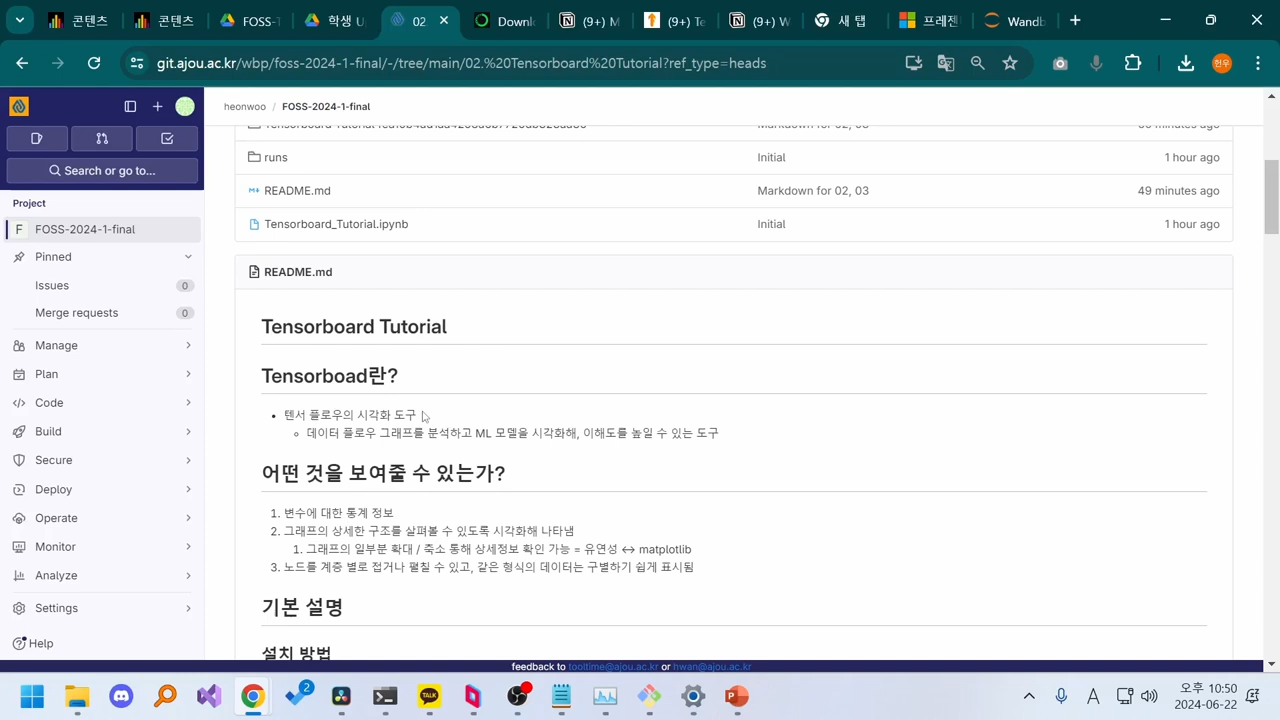 콘텐츠
콘텐츠
FOSS-1
학생 U
02
Downl
(9+) M
(9+) Te
(9+) W
새 탭
프레젠
Wandb
git.ajou.ac.kr/wbp/foss-2024-1-final/-/tree/main/02.%20Tensorboard%20Tutorial?ref_type=heads
현우
heonwoo / FOSS-2024-1-final
Search or go to...
Project
F FOSS-2024-1-final
Pinned
Issues 0
Merge requests 0
Manage
Plan
Code
Build
Secure
Deploy
Operate
Monitor
Analyze
Settings
Help
runs Initial 1 hour ago
README.md Markdown for 02, 03 49 minutes ago
Tensorboard_Tutorial.ipynb Initial 1 hour ago
README.md
Tensorboard Tutorial
Tensorboad란?
• 텐서 플로우의 시각화 도구
◦ 데이터 플로우 그래프를 분석하고 ML 모델을 시각화해, 이해도를 높일 수 있는 도구
어떤 것을 보여줄 수 있는가?
1. 변수에 대한 통계 정보
2. 그래프의 상세한 구조를 살펴볼 수 있도록 시각화해 나타냄
1. 그래프의 일부분 확대 / 축소 통해 상세정보 확인 가능 = 유연성 ↔ matplotlib
3. 노드를 계층 별로 접거나 펼칠 수 있고, 같은 형식의 데이터는 구별하기 쉽게 표시됨
기본 설명
설치 방법
feedback to tooltime@ajou.ac.kr or hwan@ajou.ac.kr
2
TALK
A
오후 10:50
2024-06-22